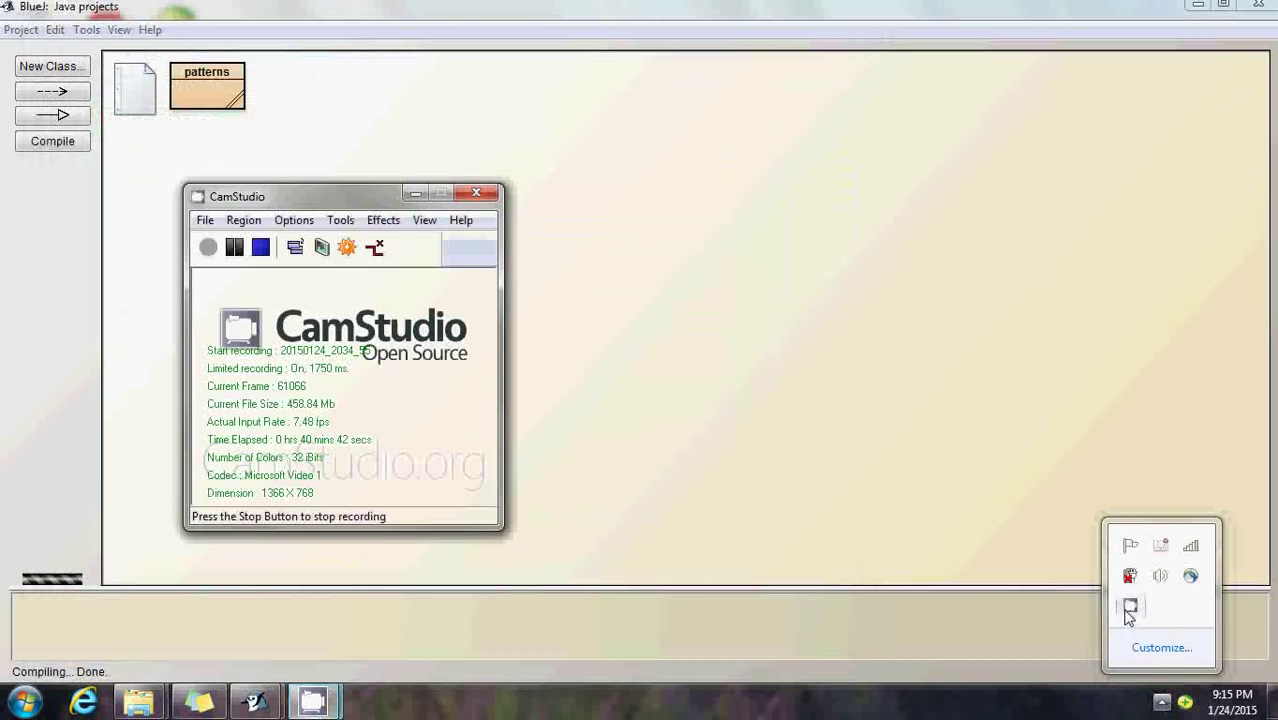 BlueJ: Java projects
Project Edit Tools View Help
New Class...
Compile
patterns
CamStudio
File Region Options Tools Effects View Help
CamStudio
Open Source
Start recording : 20150124_2034_55
Limited recording : On, 1750 ms.
Current Frame : 61066
Current File Size : 458.84 Mb
Actual Input Rate : 7.48 fps
Time Elapsed : 0 hrs 40 mins 42 secs
CamStudio.org
Number of Colors : 32 iBits
Codec : Microsoft Video 1
Dimension 1366 X 768
Press the Stop Button to stop recording
Customize...
Compiling... Done.
9:15 PM
1/24/2015